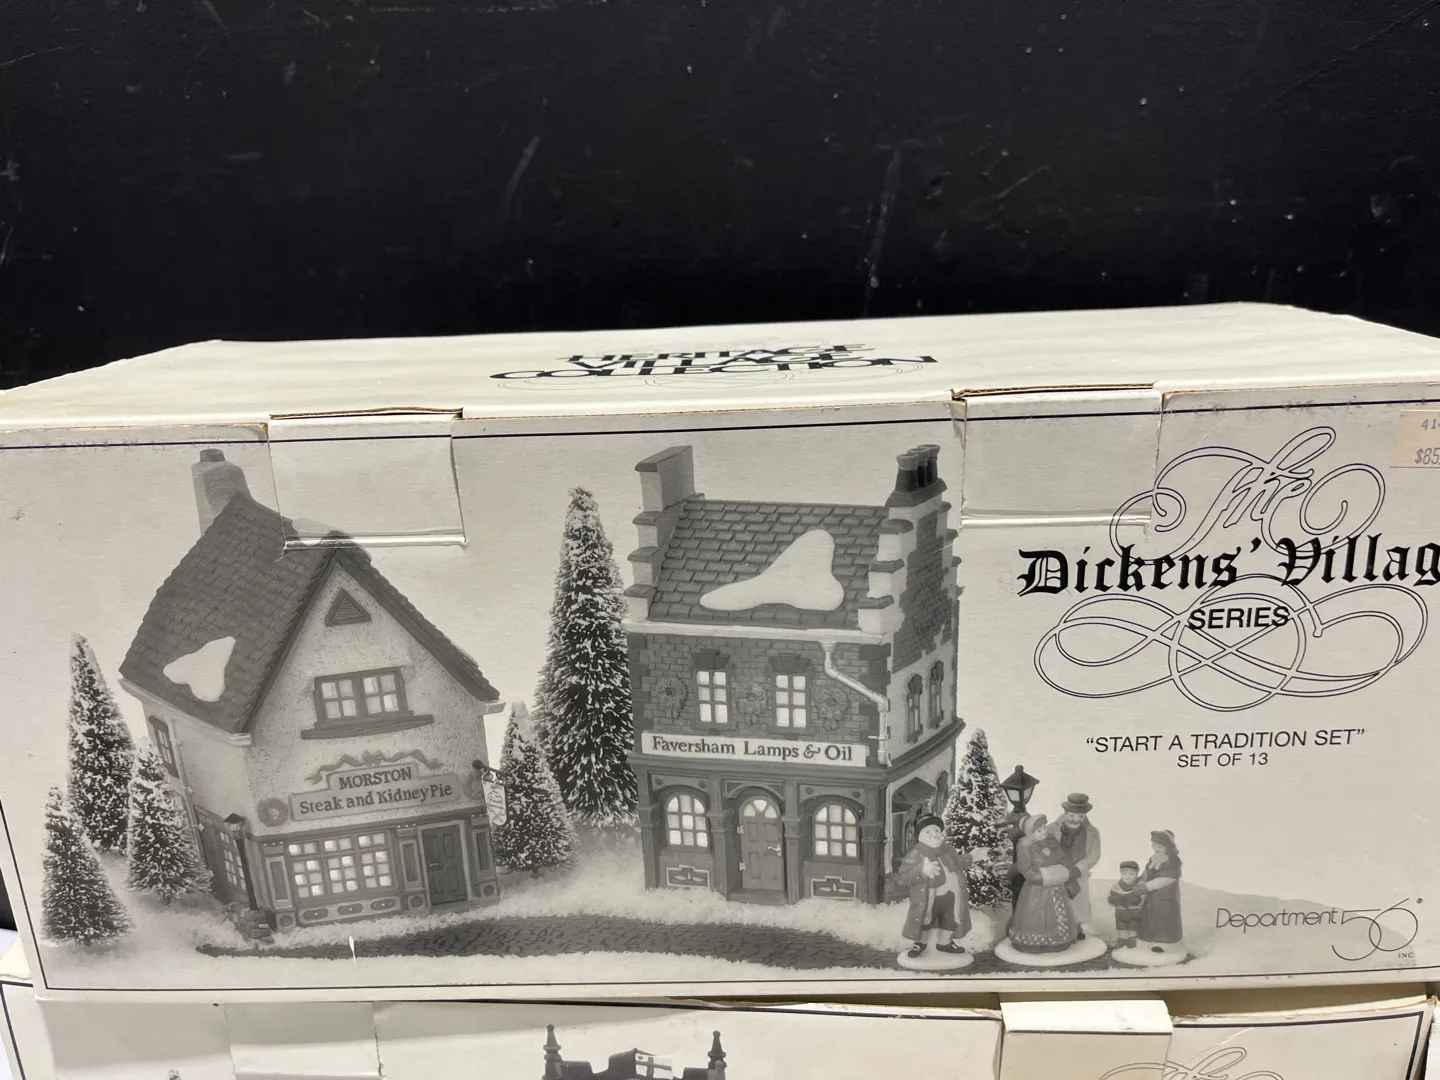 HERITAGE
VILLAGE
COLLECTION
414
$85
The
Dickens' Villag
SERIES
"START A TRADITION SET"
SET OF 13
Faversham Lamps & Oil
MORSTON
Steak and Kidney Pie
Department 56
INC